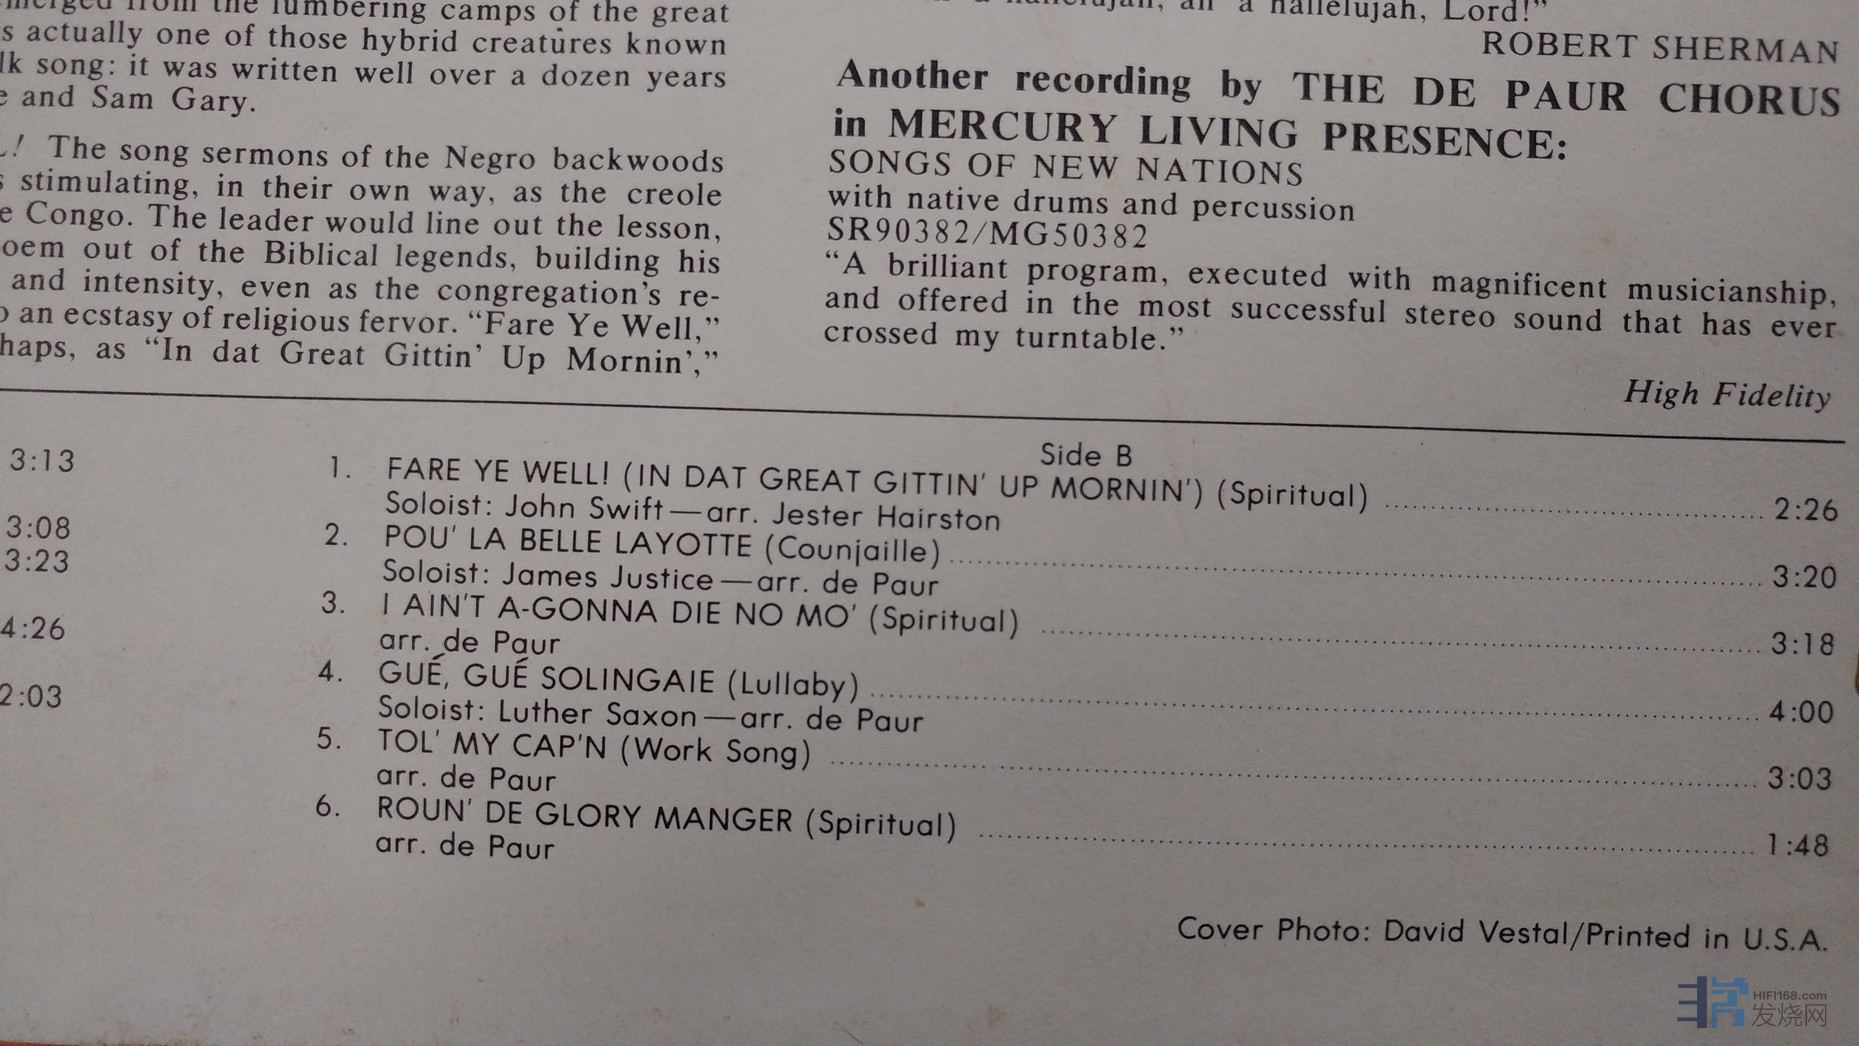 from the lumbering camps of the great
s actually one of those hybrid creatures known
lk song: it was written well over a dozen years
e and Sam Gary.
! The song sermons of the Negro backwoods
s stimulating, in their own way, as the creole
e Congo. The leader would line out the lesson,
oem out of the Biblical legends, building his
and intensity, even as the congregation's re-
o an ecstasy of religious fervor. “Fare Ye Well,”
haps, as “In dat Great Gittin' Up Mornin',”
a hallelujah, Lord!”
ROBERT SHERMAN
Another recording by THE DE PAUR CHORUS
in MERCURY LIVING PRESENCE:
SONGS OF NEW NATIONS
with native drums and percussion
SR90382/MG50382
“A brilliant program, executed with magnificent musicianship,
and offered in the most successful stereo sound that has ever
crossed my turntable.”
High Fidelity
3:13
3:08
3:23
4:26
2:03
Side B
1. FARE YE WELL! (IN DAT GREAT GITTIN' UP MORNIN') (Spiritual) 2:26
Soloist: John Swift—arr. Jester Hairston
2. POU' LA BELLE LAYOTTE (Counjaille) 3:20
Soloist: James Justice—arr. de Paur
3. I AIN'T A-GONNA DIE NO MO' (Spiritual) 3:18
arr. de Paur
4. GUÉ, GUÉ SOLINGAIE (Lullaby) 4:00
Soloist: Luther Saxon—arr. de Paur
5. TOL' MY CAP'N (Work Song) 3:03
arr. de Paur
6. ROUN' DE GLORY MANGER (Spiritual) 1:48
arr. de Paur
Cover Photo: David Vestal/Printed in U.S.A.
HIFI168.com
发烧网